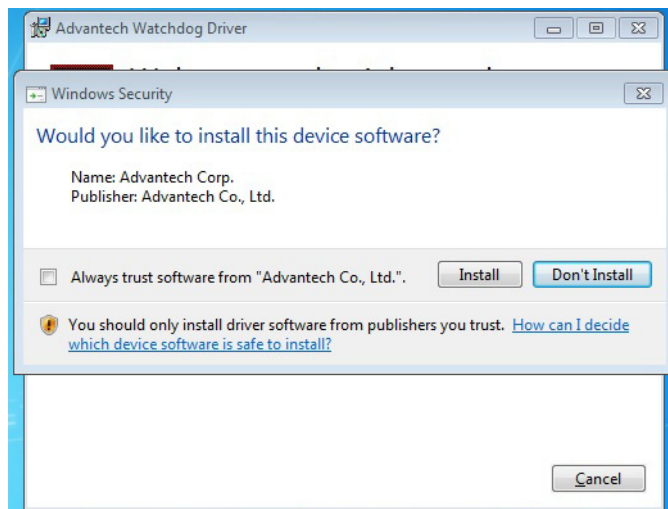 Advantech Watchdog Driver
Windows Security
Would you like to install this device software?
Name: Advantech Corp.
Publisher: Advantech Co., Ltd.
Always trust software from "Advantech Co., Ltd.".
Install
Don't Install
You should only install driver software from publishers you trust. How can I decide
which device software is safe to install?
Cancel